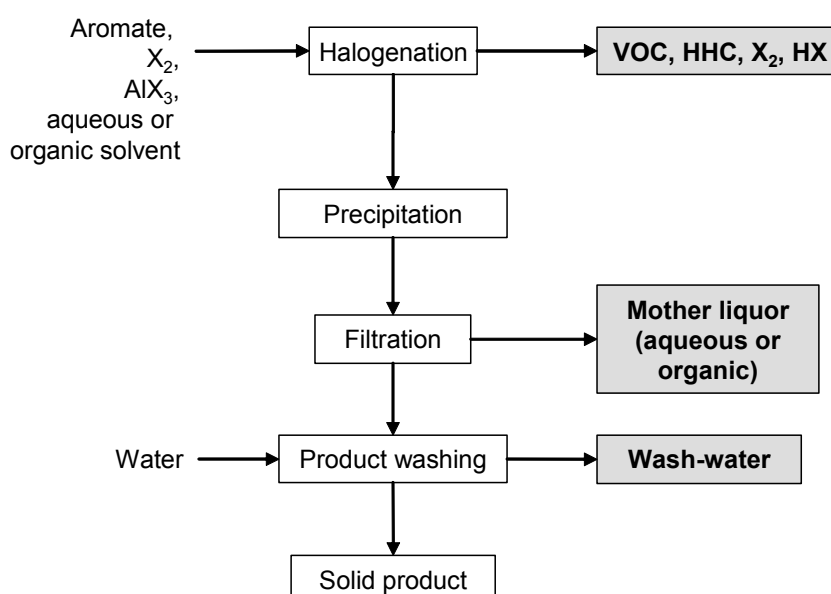 Aromate,
X₂,
AlX₃,
aqueous or
organic solvent
Halogenation
VOC, HHC, X₂, HX
Precipitation
Filtration
Mother liquor
(aqueous or
organic)
Water
Product washing
Wash-water
Solid product